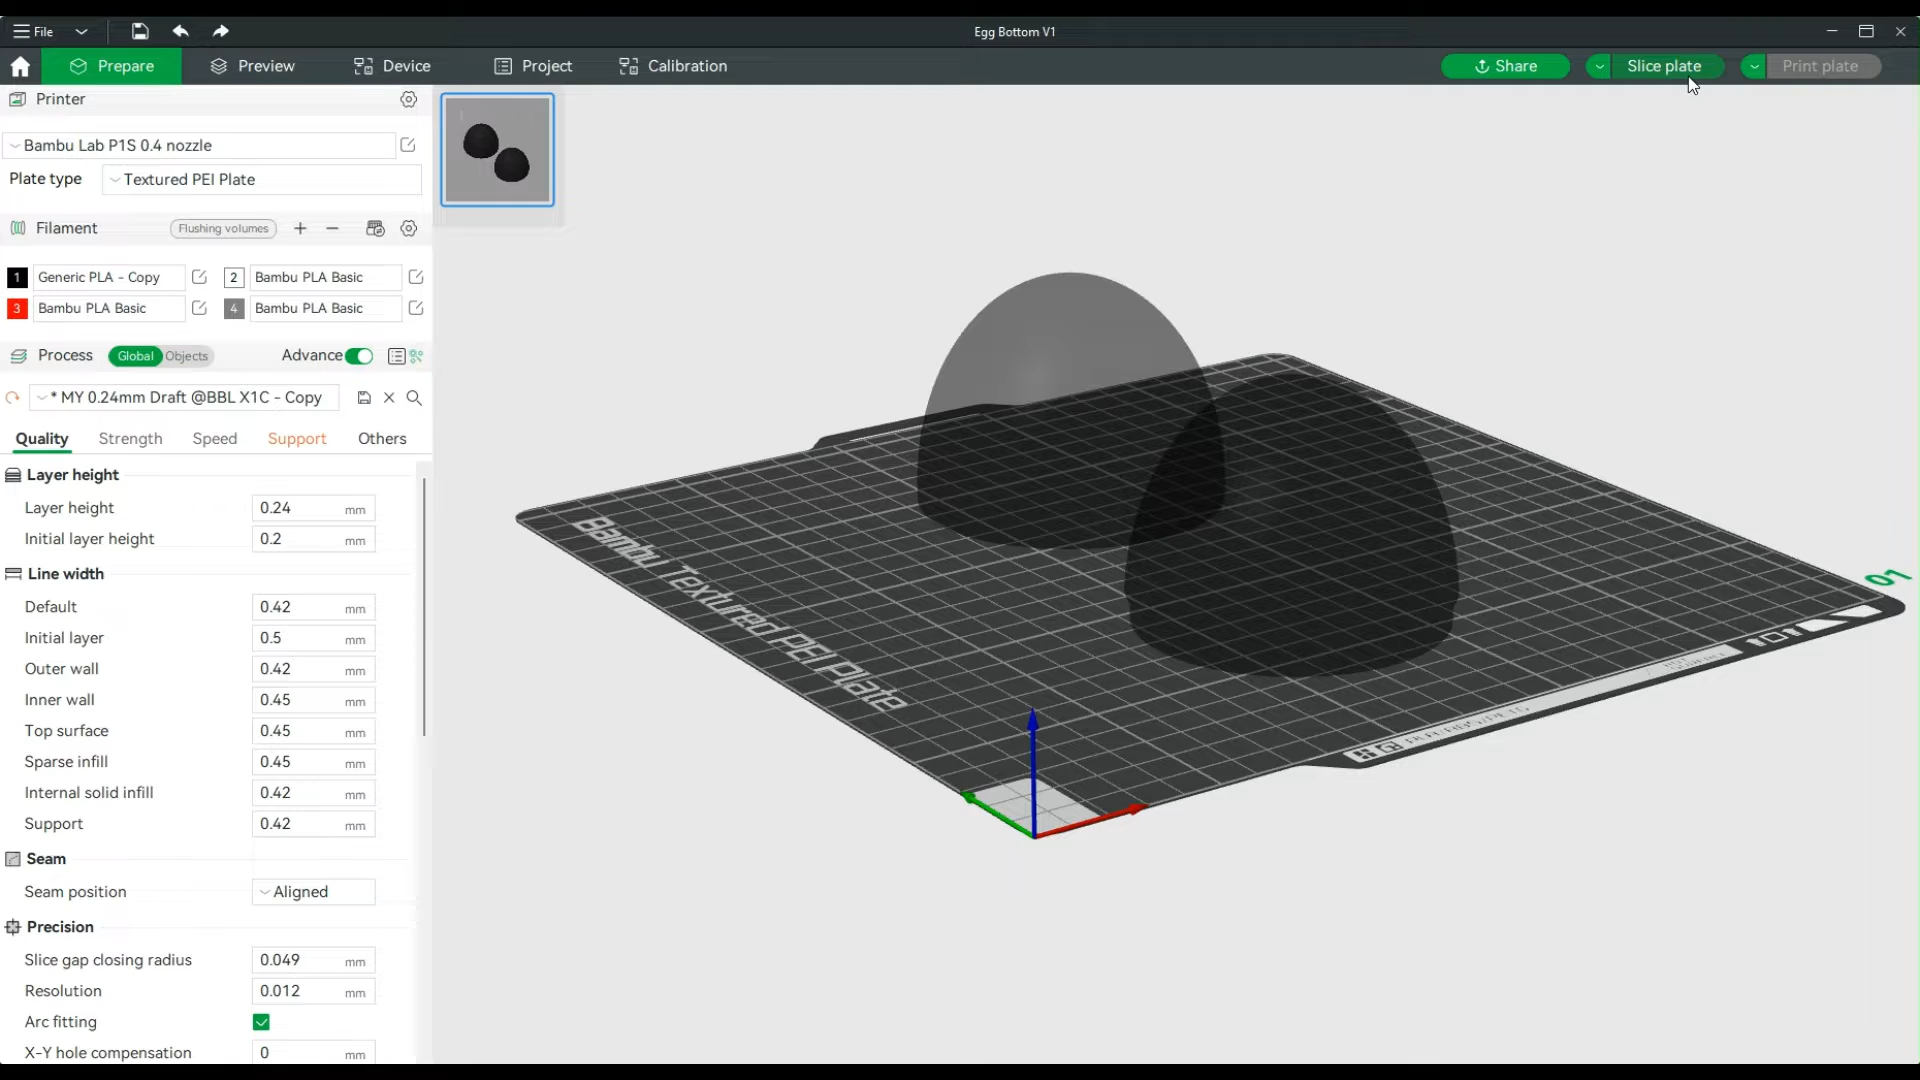 File
Egg Bottom V1
Prepare
Preview
Device
Project
Calibration
Share
Slice plate
Print plate
Printer
Bambu Lab P1S 0.4 nozzle
Plate type
Textured PEI Plate
Filament
Flushing volumes
1 Generic PLA - Copy
2 Bambu PLA Basic
3 Bambu PLA Basic
4 Bambu PLA Basic
Process
Global
Objects
Advance
* MY 0.24mm Draft @BBL X1C - Copy
Quality
Strength
Speed
Support
Others
Layer height
Layer height 0.24 mm
Initial layer height 0.2 mm
Line width
Default 0.42 mm
Initial layer 0.5 mm
Outer wall 0.42 mm
Inner wall 0.45 mm
Top surface 0.45 mm
Sparse infill 0.45 mm
Internal solid infill 0.42 mm
Support 0.42 mm
Seam
Seam position Aligned
Precision
Slice gap closing radius 0.049 mm
Resolution 0.012 mm
Arc fitting
X-Y hole compensation 0 mm
Bambu Textured PEI Plate
01